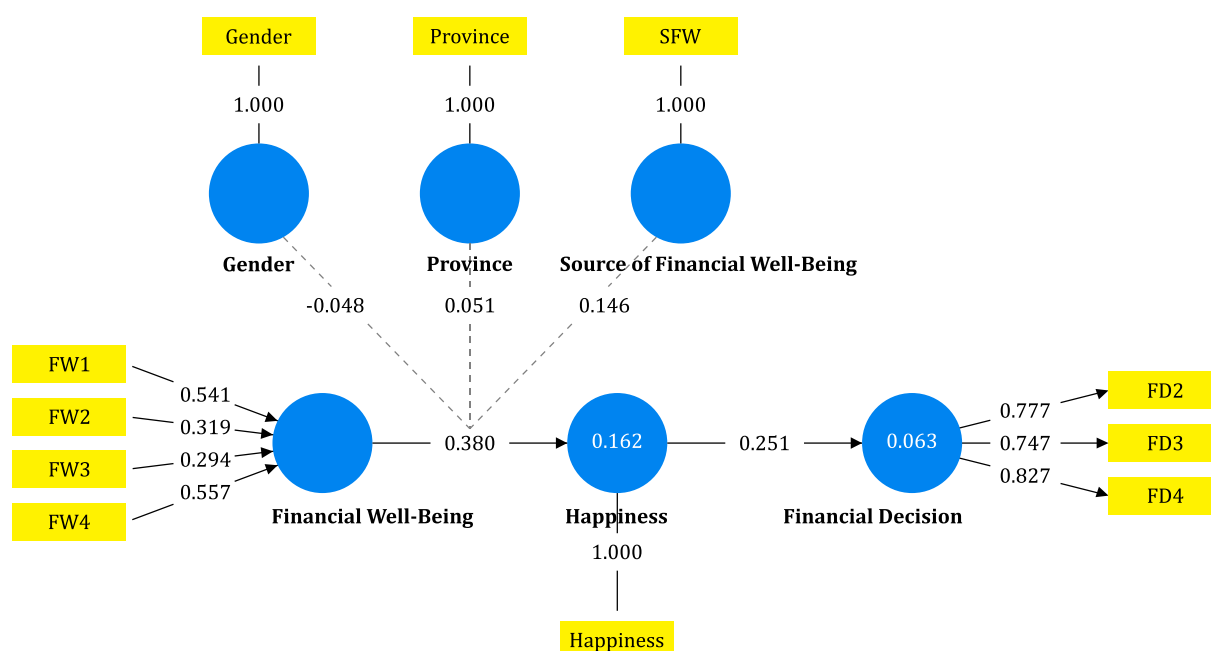 Gender
Province
SFW
1.000
1.000
1.000
Gender
Province
Source of Financial Well-Being
-0.048
0.051
0.146
FW1
FW2
FW3
FW4
0.541
0.319
0.294
0.557
0.380
0.162
0.251
0.063
0.777
0.747
0.827
FD2
FD3
FD4
Financial Well-Being
Happiness
Financial Decision
1.000
Happiness